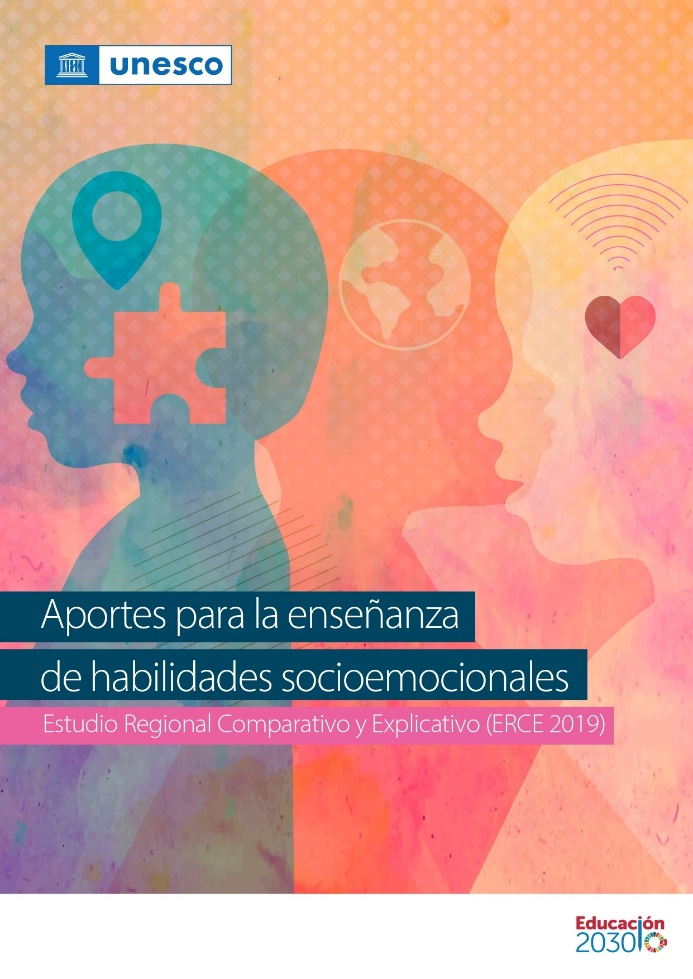 unesco
Aportes para la enseñanza
de habilidades socioemocionales
Estudio Regional Comparativo y Explicativo (ERCE 2019)
Educación
2030